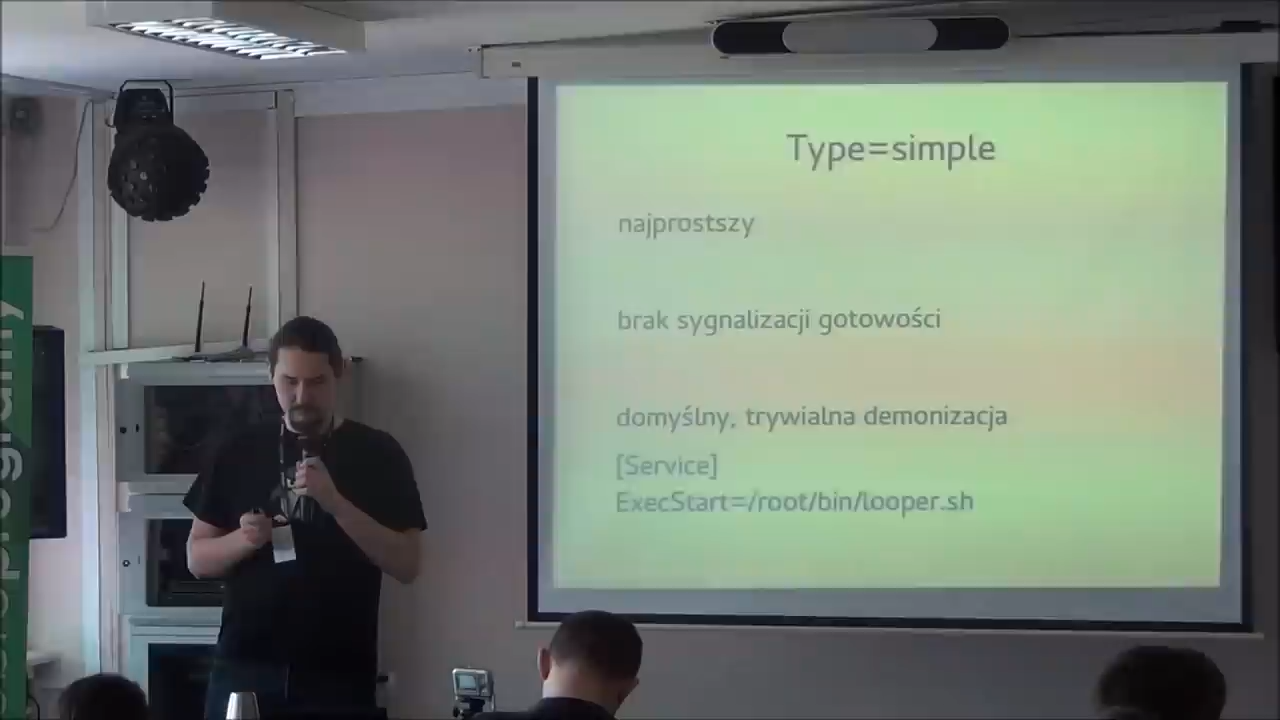 Type=simple
najprostszy
brak sygnalizacji gotowości
domyślny, trywialna demonizacja
[Service]
ExecStart=/root/bin/looper.sh